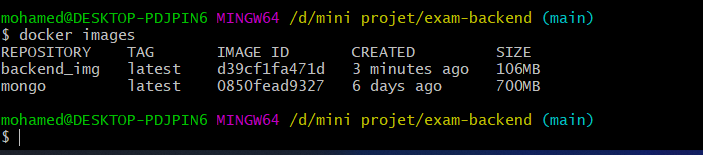 mohamed@DESKTOP-PDJPIN6 MINGW64 /d/mini projet/exam-backend (main)
$ docker images
REPOSITORY    TAG       IMAGE ID       CREATED         SIZE
backend_img   latest    d39cf1fa471d   3 minutes ago   106MB
mongo         latest    0850fead9327   6 days ago      700MB
mohamed@DESKTOP-PDJPIN6 MINGW64 /d/mini projet/exam-backend (main)
$